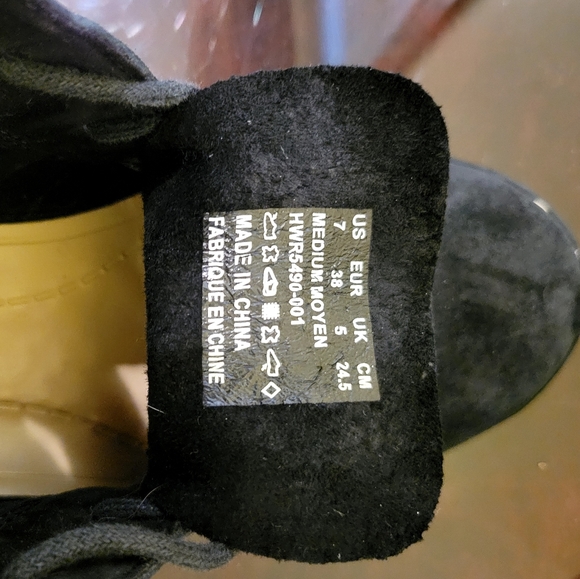 US EUR UK CM
7 38 5 24.5
MEDIUM MOYEN
HWR5490-001
MADE IN CHINA
FABRIQUE EN CHINE